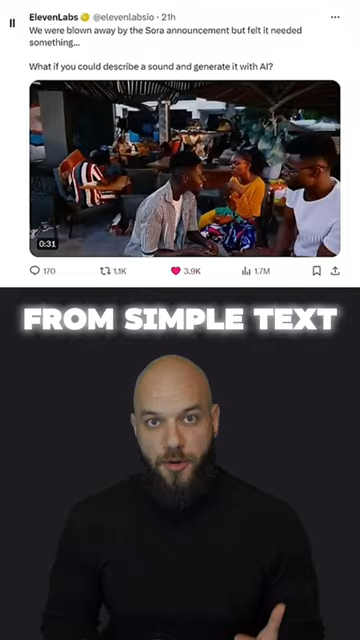 ElevenLabs @elevenlabsio · 21h
We were blown away by the Sora announcement but felt it needed
something...
What if you could describe a sound and generate it with AI?
0:31
170 1.1K 3.9K 1.7M
FROM SIMPLE TEXT